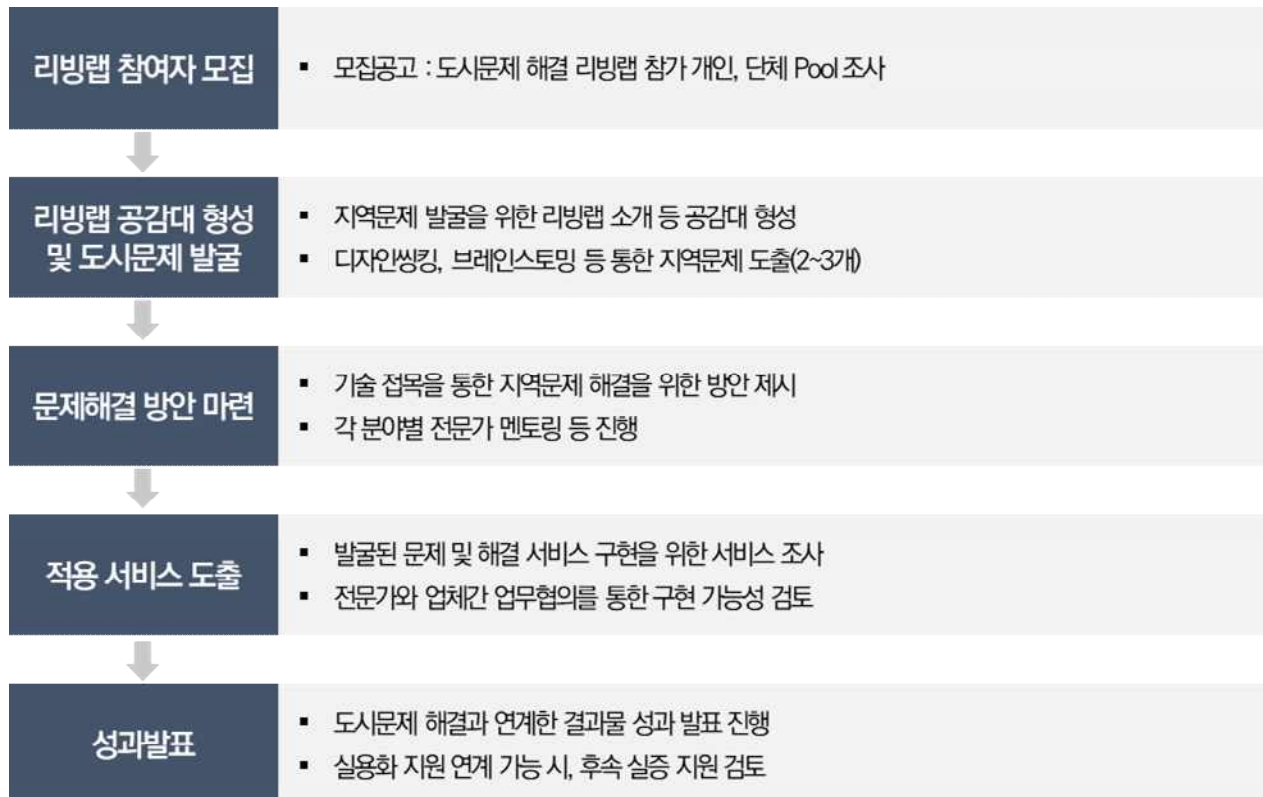 리빙랩 참여자 모집
▪ 모집공고 : 도시문제 해결 리빙랩 참가 개인, 단체 Pool 조사
리빙랩 공감대 형성
및 도시문제 발굴
▪ 지역문제 발굴을 위한 리빙랩 소개 등 공감대 형성
▪ 디자인씽킹, 브레인스토밍 등 통한 지역문제 도출(2~3개)
문제해결 방안 마련
▪ 기술 접목을 통한 지역문제 해결을 위한 방안 제시
▪ 각 분야별 전문가 멘토링 등 진행
적용 서비스 도출
▪ 발굴된 문제 및 해결 서비스 구현을 위한 서비스 조사
▪ 전문가와 업체간 업무협의를 통한 구현 가능성 검토
성과발표
▪ 도시문제 해결과 연계한 결과물 성과 발표 진행
▪ 실용화 지원 연계 가능 시, 후속 실증 지원 검토